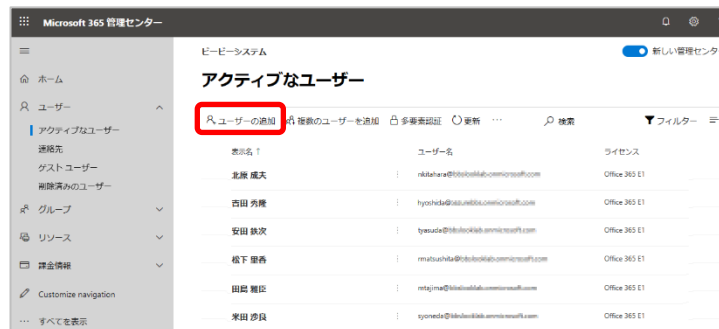 Microsoft 365 管理センター
ビービーシステム
新しい管理センタ
ホーム
アクティブなユーザー
ユーザー
ユーザーの追加 複数のユーザーを追加 多要素認証 更新 … 検索 フィルター
アクティブなユーザー
連絡先
ゲスト ユーザー
削除済みのユーザー
グループ
リソース
課金情報
Customize navigation
… すべてを表示
表示名 ↑ ユーザー名 ライセンス
北原 成夫 nkitahara@ Office 365 E1
吉田 秀隆 hyoshida@ Office 365 E1
安田 鉄次 tyasuda@ Office 365 E1
松下 里香 rmatsushita@ Office 365 E1
田島 雅臣 mtajima@ Office 365 E1
米田 渉良 syoneda@ Office 365 E1